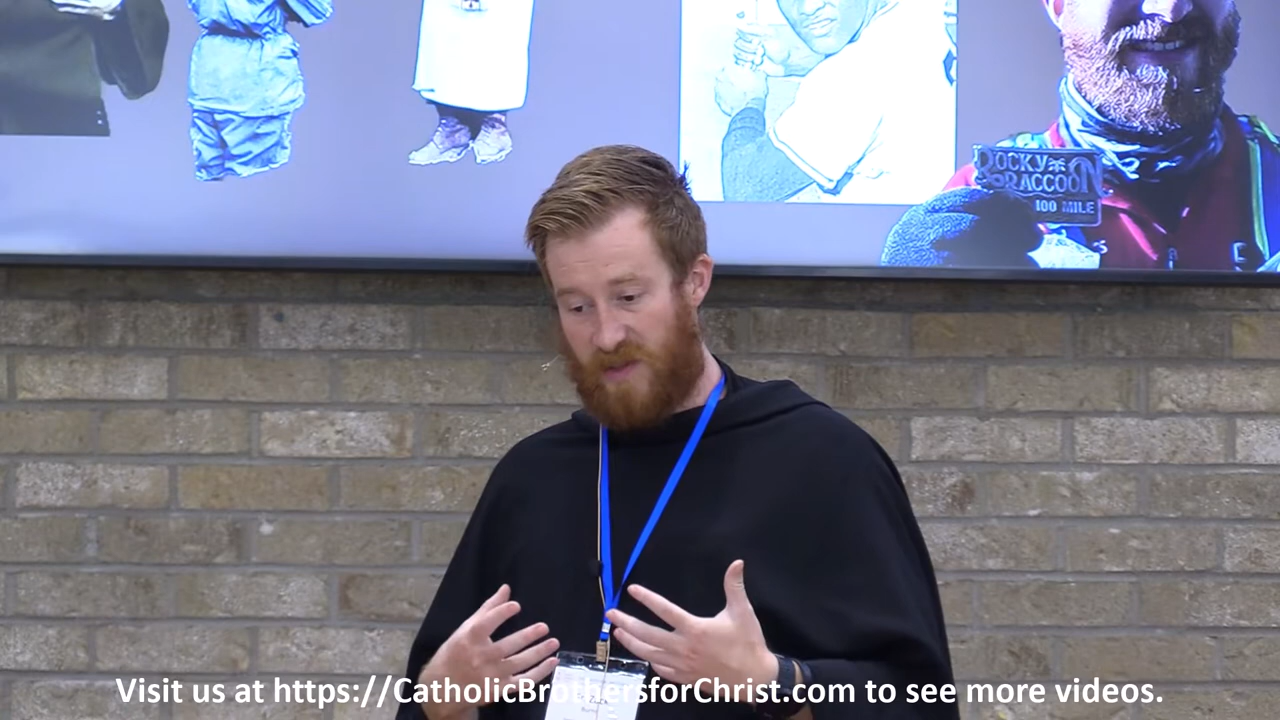 ROCKY
RACCOON
100 MILE
Visit us at https://CatholicBrothersforChrist.com to see more videos.